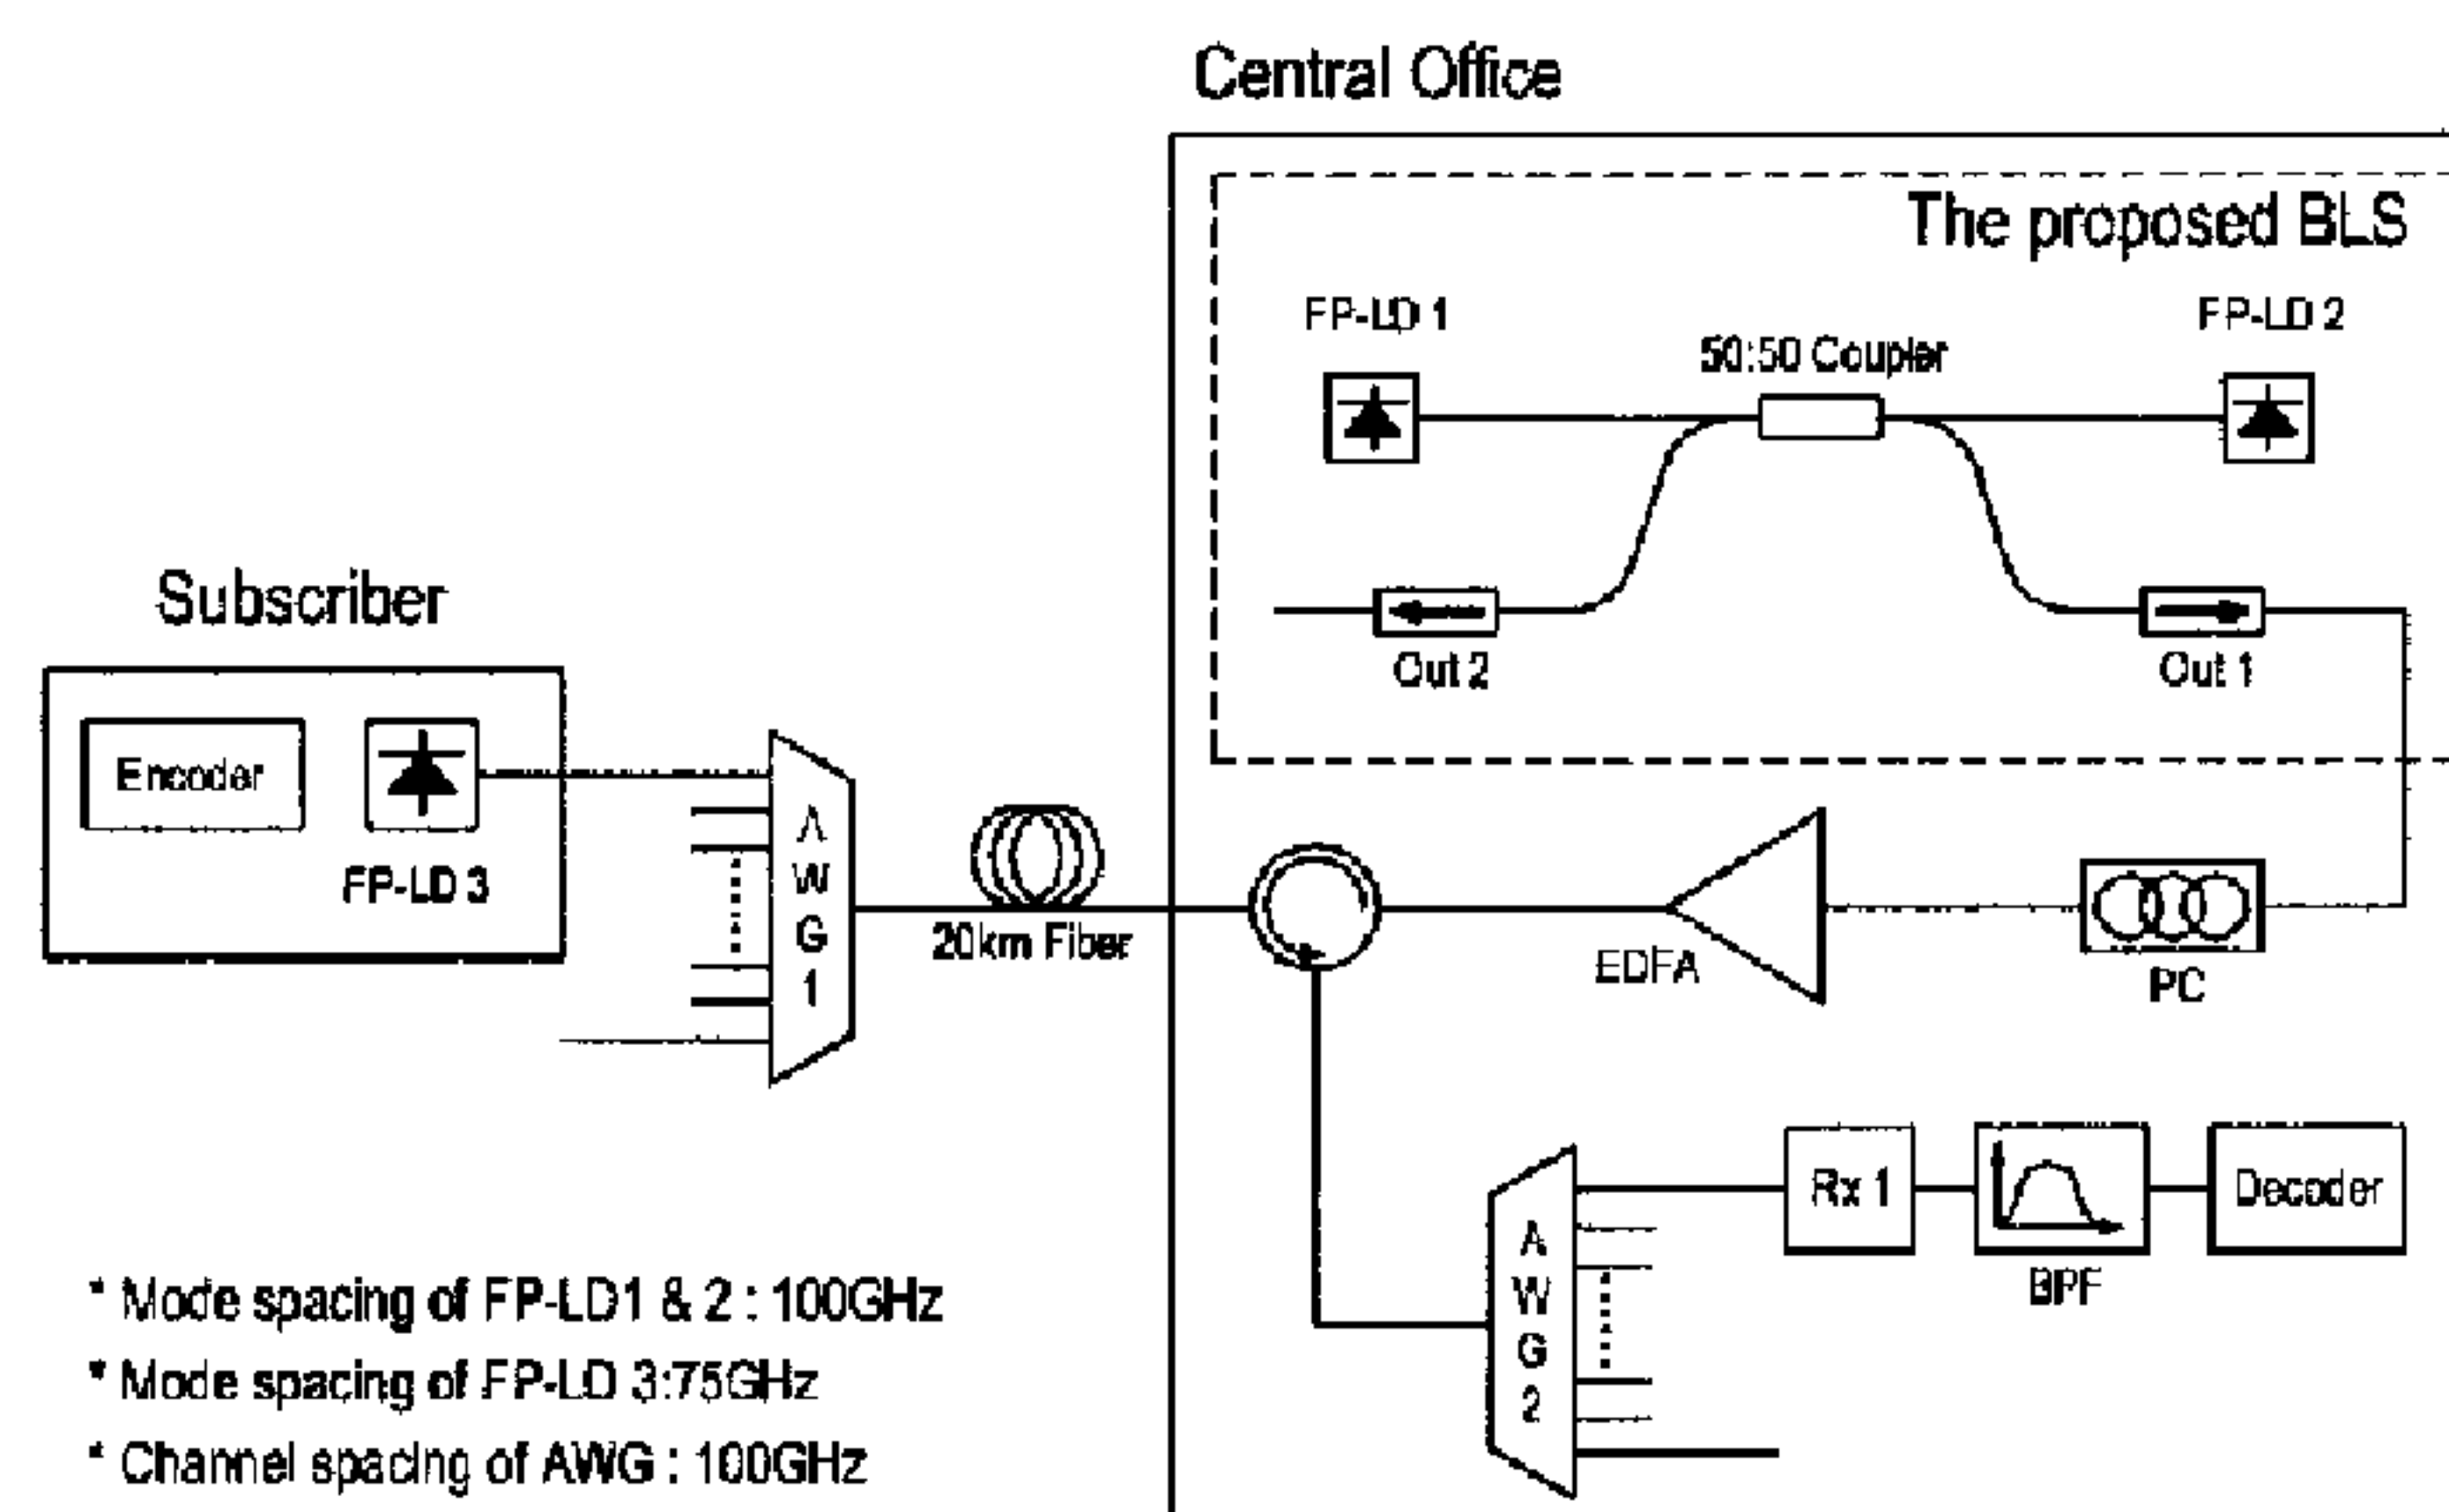 Central Office
The proposed BLS
FP-LD 1
FP-LD 2
50:50 Coupler
Out 2
Out 1
Subscriber
Encoder
FP-LD 3
AWG1
20km Fiber
EDFA
PC
AWG2
Rx 1
BPF
Decoder
* Mode spacing of FP-LD1 & 2 : 100GHz
* Mode spacing of FP-LD 3:75GHz
* Channel spacing of AWG : 100GHz